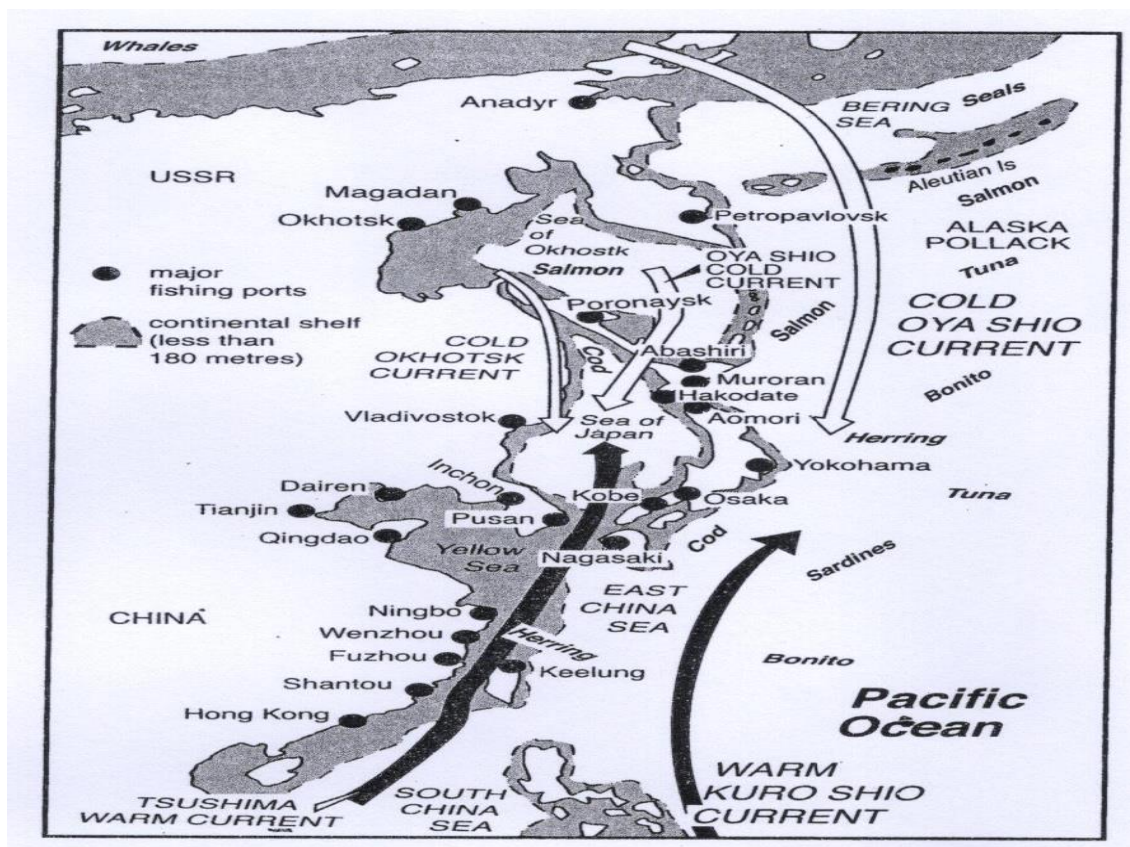 Whales
Anadyr
BERING
SEA
Seals
USSR
Aleutian Is
Salmon
Magadan
Okhotsk
Sea
of
Okhostk
Salmon
Petropavlovsk
ALASKA
POLLACK
Tuna
OYA SHIO
COLD
CURRENT
major
fishing ports
Poronaysk
Salmon
COLD
OYA SHIO
CURRENT
continental shelf
(less than
180 metres)
COLD
OKHOTSK
CURRENT
Cod
Abashiri
Muroran
Hakodate
Aomori
Bonito
Vladivostok
Sea of
Japan
Herring
Yokohama
Inchon
Dairen
Tianjin
Qingdao
Pusan
Kobe
Osaka
Tuna
Yellow
Sea
Nagasaki
Cod
Sardines
EAST
CHINA
SEA
CHINA
Ningbo
Wenzhou
Fuzhou
Herring
Keelung
Bonito
Shantou
Hong Kong
Pacific
Ocean
TSUSHIMA
WARM CURRENT
SOUTH
CHINA
SEA
WARM
KURO SHIO
CURRENT